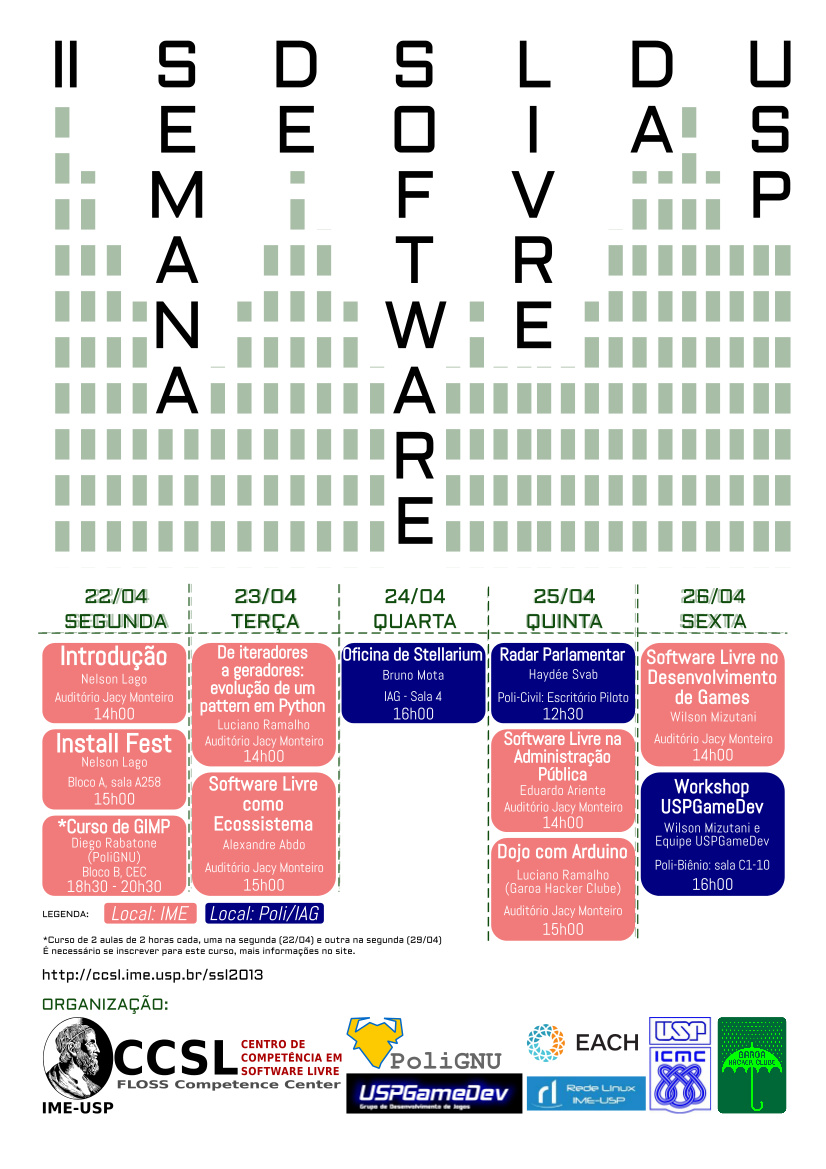 II SEMANA DE SOFTWARE LIVRE DA USP
22/04
SEGUNDA
Introdução
Nelson Lago
Auditório Jacy Monteiro
14h00
Install Fest
Nelson Lago
Bloco A, sala A258
15h00
*Curso de GIMP
Diego Rabatone
(PoliGNU)
Bloco B, CEC
18h30 - 20h30
23/04
TERÇA
De iteradores
a geradores:
evolução de um
pattern em Python
Luciano Ramalho
Auditório Jacy Monteiro
14h00
Software Livre
como
Ecossistema
Alexandre Abdo
Auditório Jacy Monteiro
15h00
24/04
QUARTA
Oficina de Stellarium
Bruno Mota
IAG - Sala 4
16h00
25/04
QUINTA
Radar Parlamentar
Haydée Svab
Poli-Civil: Escritório Piloto
12h30
Software Livre na
Administração
Pública
Eduardo Ariente
Auditório Jacy Monteiro
14h00
Dojo com Arduino
Luciano Ramalho
(Garoa Hacker Clube)
Auditório Jacy Monteiro
15h00
26/04
SEXTA
Software Livre no
Desenvolvimento
de Games
Wilson Mizutani
Auditório Jacy Monteiro
14h00
Workshop
USPGameDev
Wilson Mizutani e
Equipe USPGameDev
Poli-Biênio: sala C1-10
16h00
LEGENDA: Local: IME Local: Poli/IAG
*Curso de 2 aulas de 2 horas cada, uma na segunda (22/04) e outra na segunda (29/04)
É necessário se inscrever para este curso, mais informações no site.
http://ccsl.ime.usp.br/ssl2013
ORGANIZAÇÃO:
CCSL
CENTRO DE
COMPETÊNCIA EM
SOFTWARE LIVRE
FLOSS Competence Center
IME-USP
PoliGNU
USPGameDev
Grupo de Desenvolvimento de Jogos
EACH
Rede Linux
IME-USP
USP
ICMC
GAROA
HACKER CLUBE